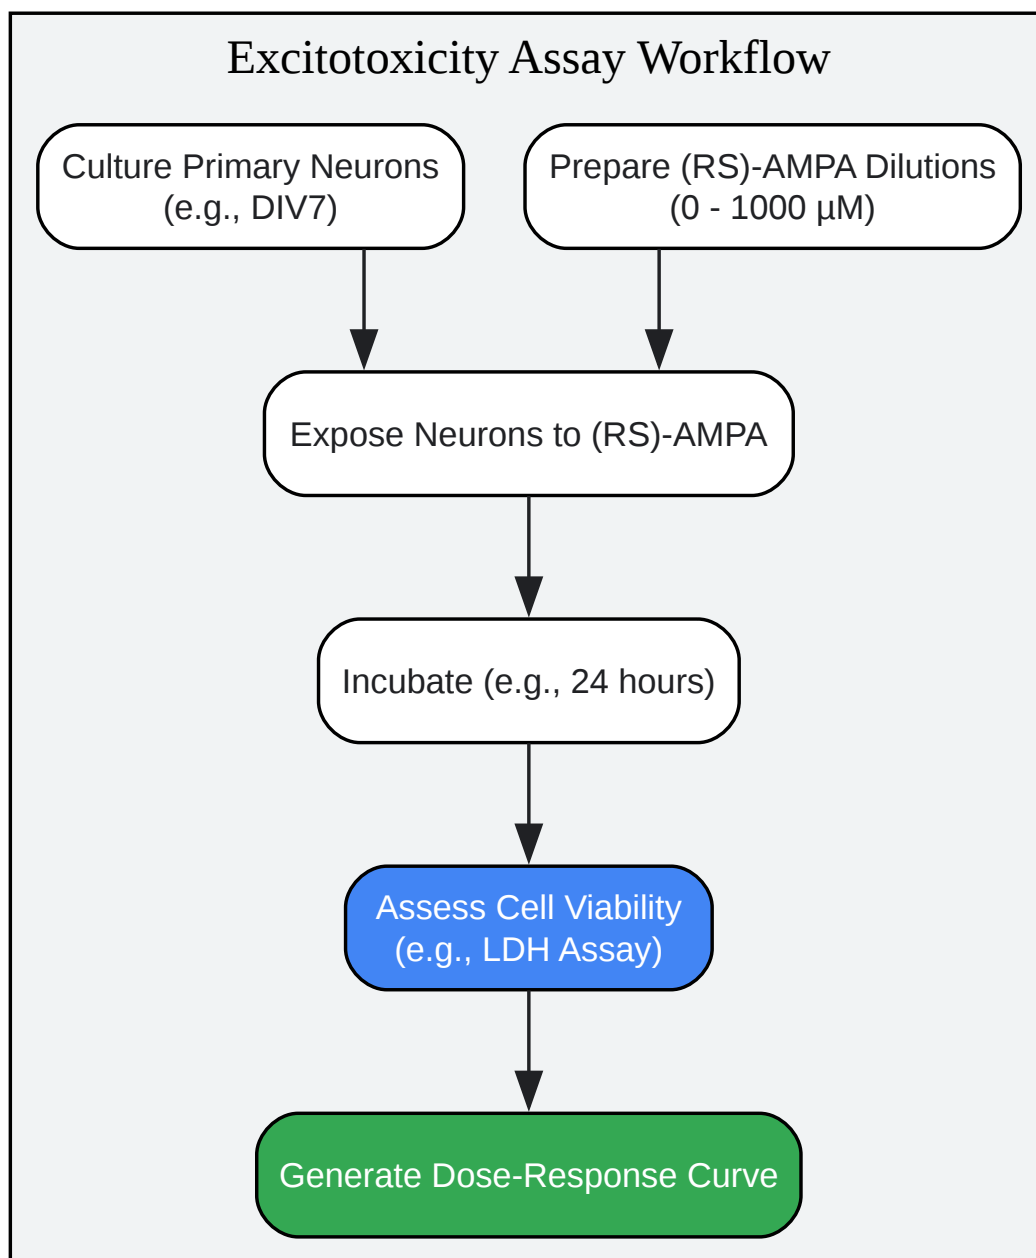 Excitotoxicity Assay Workflow
Culture Primary Neurons
(e.g., DIV7)
Prepare (RS)-AMPA Dilutions
(0 - 1000 µM)
Expose Neurons to (RS)-AMPA
Incubate (e.g., 24 hours)
Assess Cell Viability
(e.g., LDH Assay)
Generate Dose-Response Curve